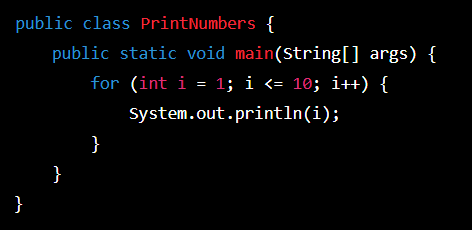 public class PrintNumbers {
    public static void main(String[] args) {
        for (int i = 1; i <= 10; i++) {
            System.out.println(i);
        }
    }
}